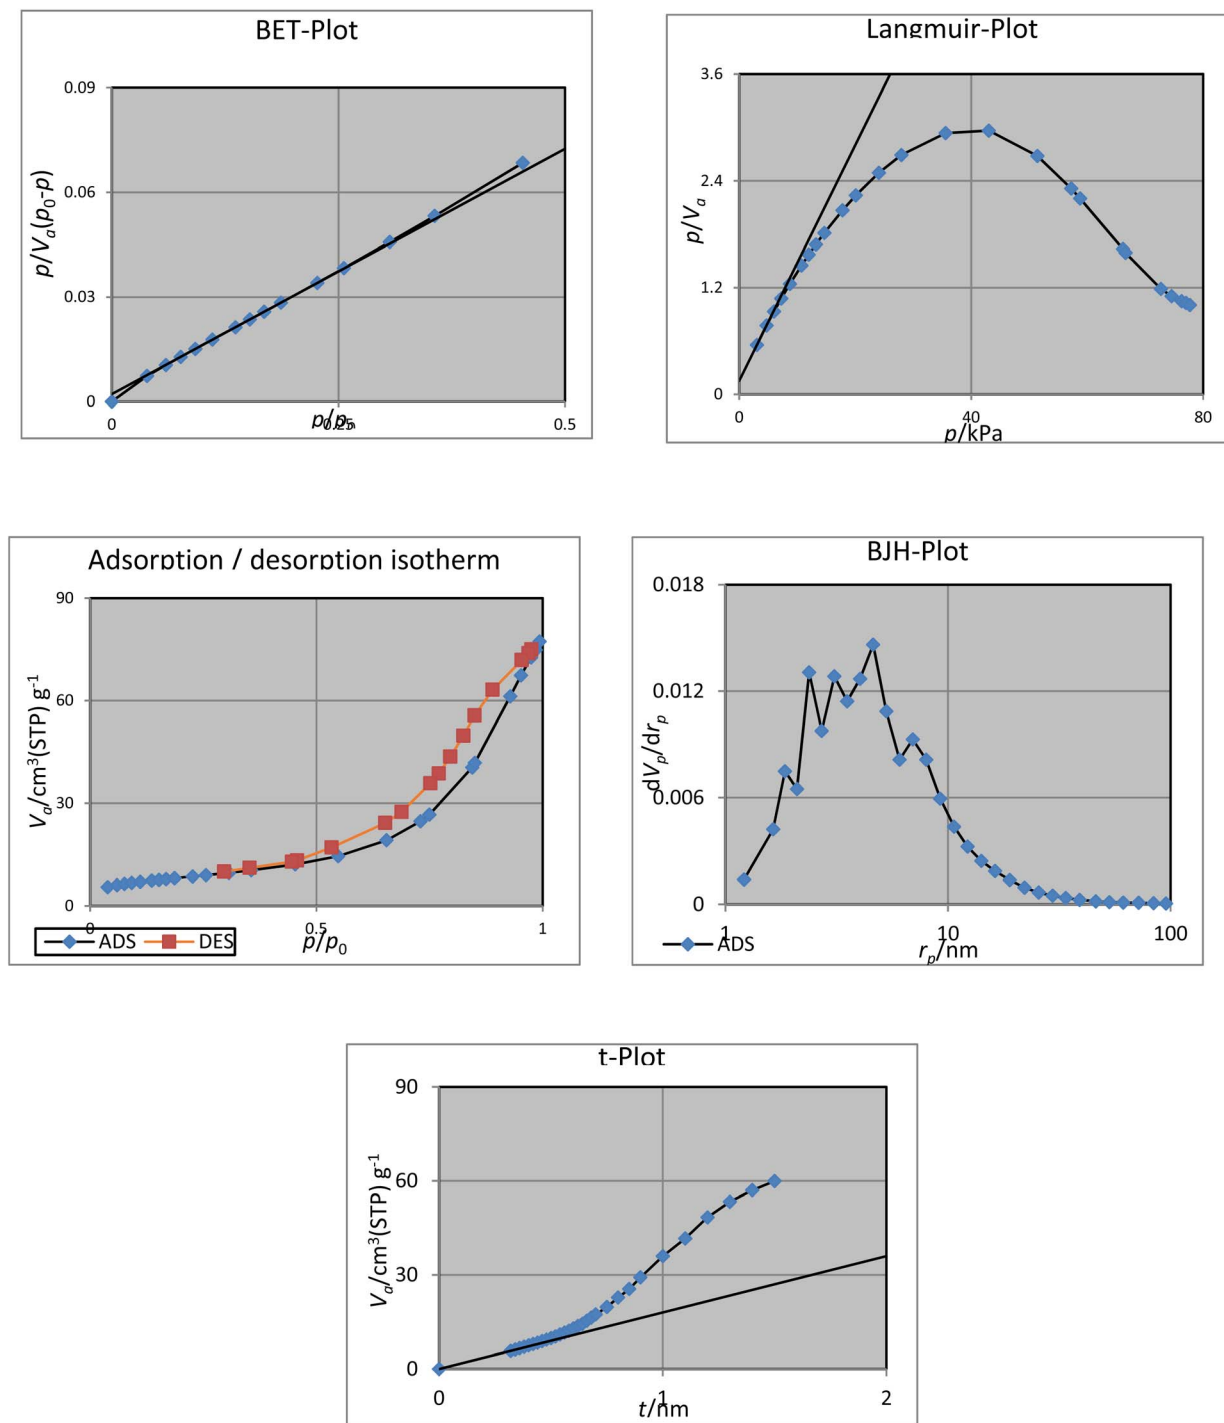 BET-Plot
0.09
0.06
0.03
0
0
0.25
0.5
p/Vₐ(p₀-p)
p/p₀
Langmuir-Plot
3.6
2.4
1.2
0
0
40
80
p/Vₐ
p/kPa
Adsorption / desorption isotherm
90
60
30
0
0
0.5
1
Vₐ/cm³(STP) g⁻¹
p/p₀
ADS
DES
BJH-Plot
0.018
0.012
0.006
0
1
10
100
dVₚ/drₚ
rₚ/nm
ADS
t-Plot
90
60
30
0
0
1
2
Vₐ/cm³(STP) g⁻¹
t/nm